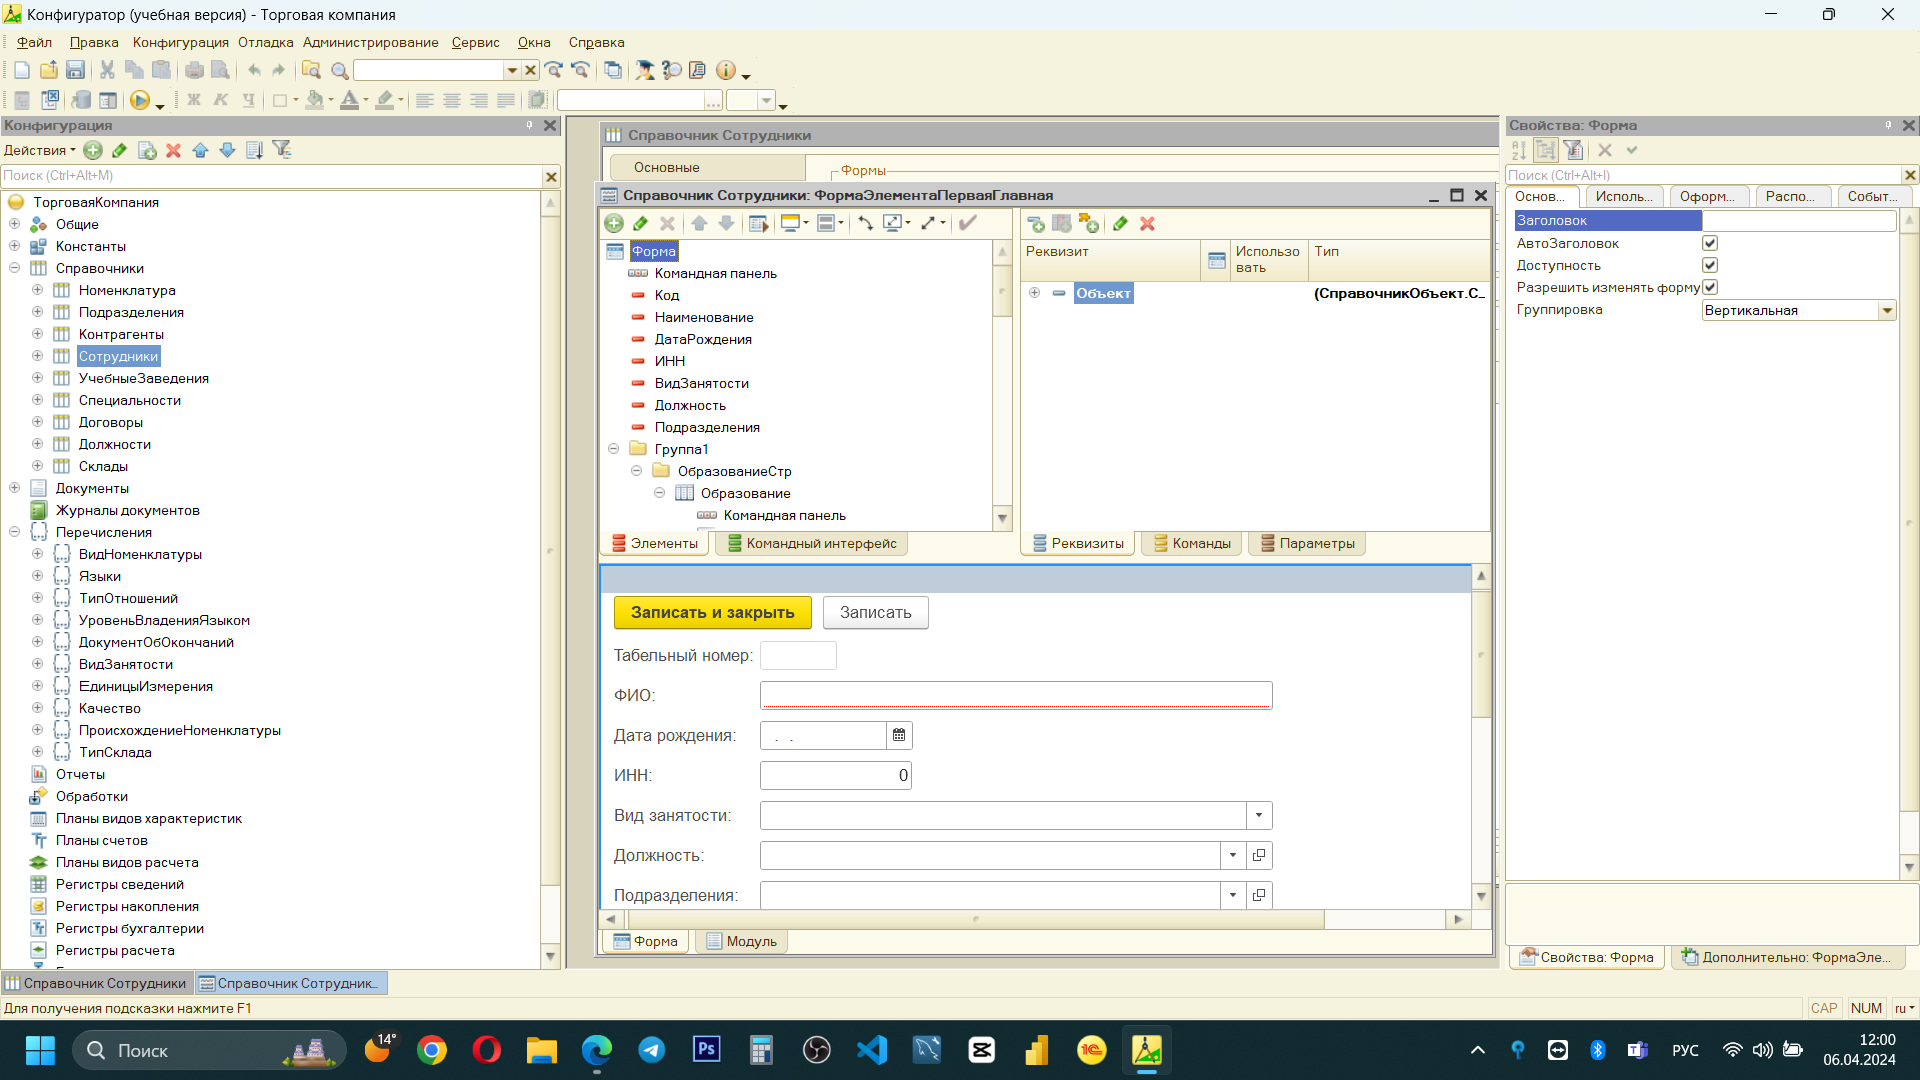 Конфигуратор (учебная версия) - Торговая компания
Файл Правка Конфигурация Отладка Администрирование Сервис Окна Справка
Ж К Ч
Конфигурация
Действия
Поиск (Ctrl+Alt+M)
ТорговаяКомпания
Общие
Константы
Справочники
Номенклатура
Подразделения
Контрагенты
Сотрудники
УчебныеЗаведения
Специальности
Договоры
Должности
Склады
Документы
Журналы документов
Перечисления
ВидНоменклатуры
Языки
ТипОтношений
УровеньВладенияЯзыком
ДокументОбОкончаний
ВидЗанятости
ЕдиницыИзмерения
Качество
ПроисхождениеНоменклатуры
ТипСклада
Отчеты
Обработки
Планы видов характеристик
Планы счетов
Планы видов расчета
Регистры сведений
Регистры накопления
Регистры бухгалтерии
Регистры расчета
Справочник Сотрудники
Основные
Формы
Справочник Сотрудники: ФормаЭлементаПерваяГлавная
Форма
Командная панель
Код
Наименование
ДатаРождения
ИНН
ВидЗанятости
Должность
Подразделения
Группа1
ОбразованиеСтр
Образование
Командная панель
Элементы Командный интерфейс
Реквизит Использо
вать Тип
Объект (СправочникОбъект.С...
Реквизиты Команды Параметры
Записать и закрыть Записать
Табельный номер:
ФИО:
Дата рождения: . .
ИНН: 0
Вид занятости:
Должность:
Подразделения:
Форма Модуль
Свойства: Форма
Поиск (Ctrl+Alt+I)
Основ... Исполь... Оформ... Распо... Событ...
Заголовок
АвтоЗаголовок
Доступность
Разрешить изменять форму
Группировка Вертикальная
Свойства: Форма Дополнительно: ФормаЭле...
Справочник Сотрудники Справочник Сотрудник...
Для получения подсказки нажмите F1
CAP NUM ru
Поиск
14°
Ps
1С
РУС
12:00
06.04.2024